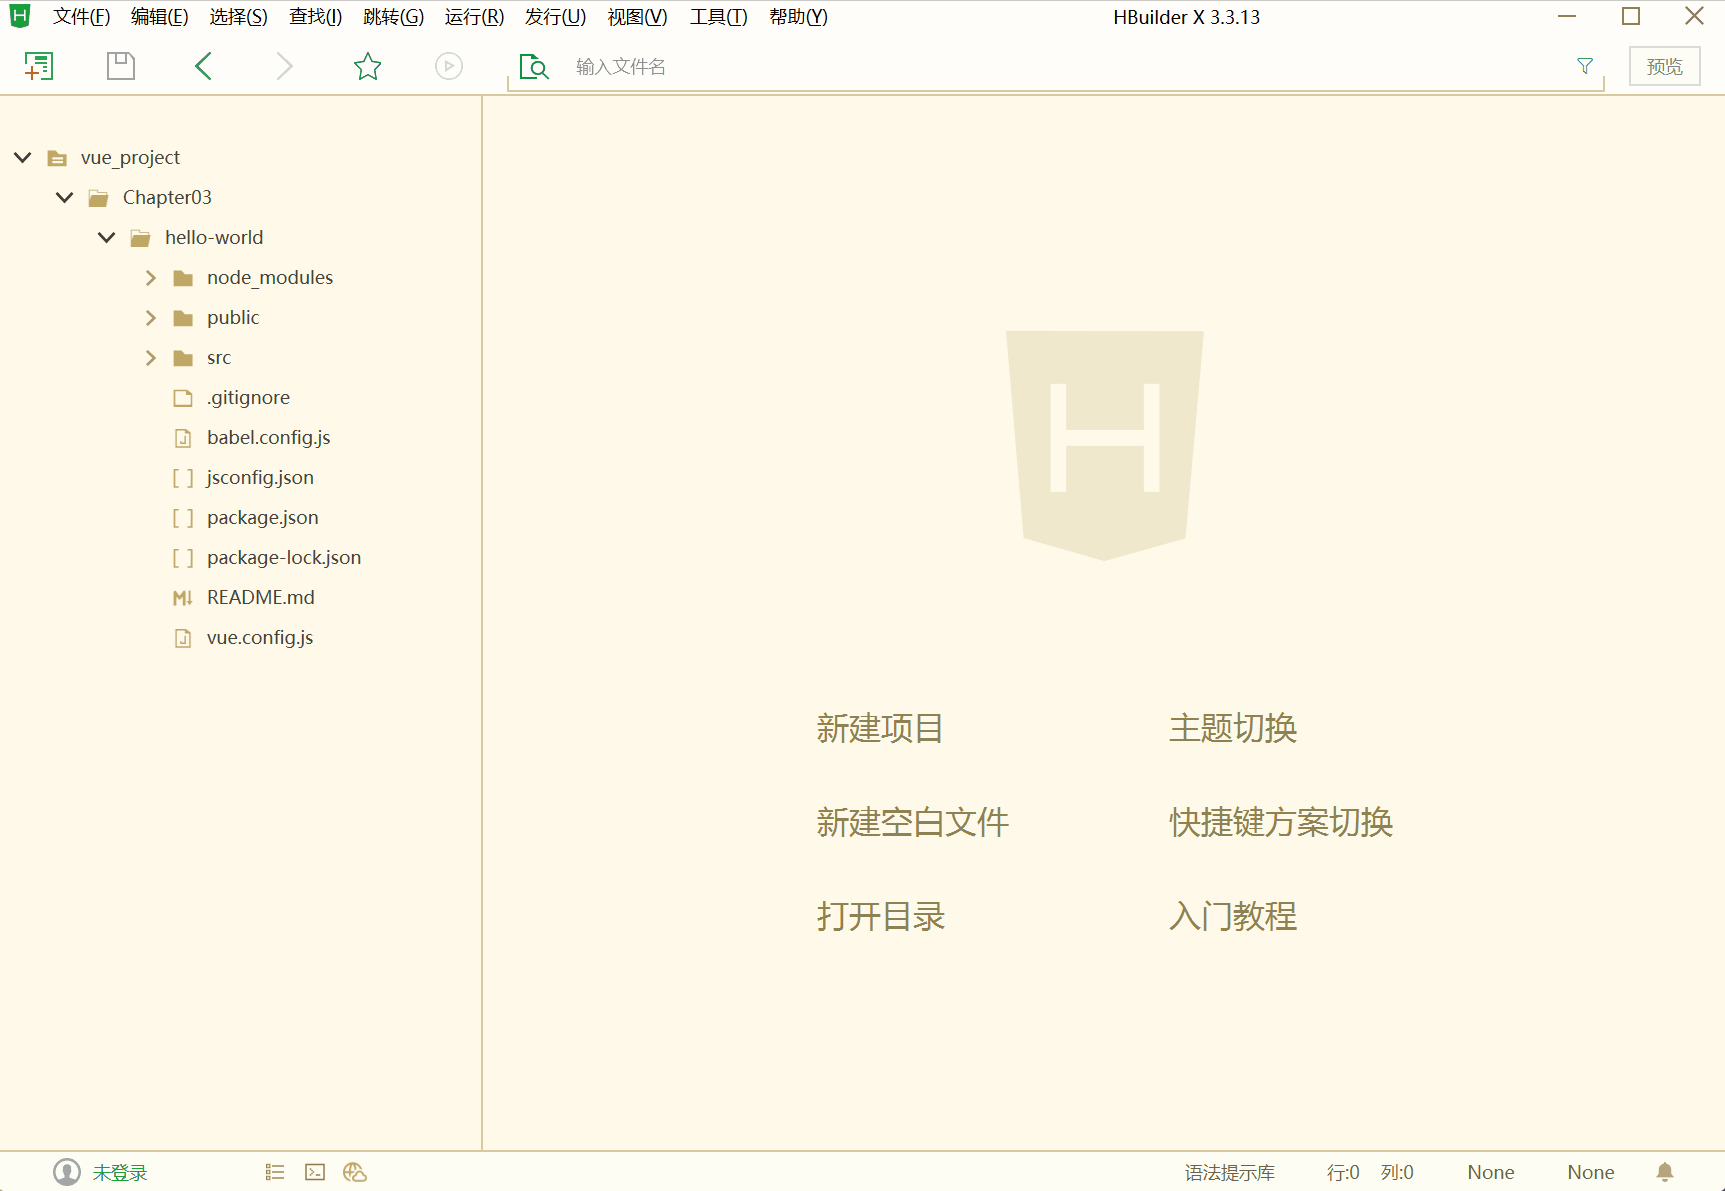 文件(F) 编辑(E) 选择(S) 查找(I) 跳转(G) 运行(R) 发行(U) 视图(V) 工具(T) 帮助(Y) HBuilder X 3.3.13
输入文件名 预览
vue_project
Chapter03
hello-world
node_modules
public
src
.gitignore
babel.config.js
jsconfig.json
package.json
package-lock.json
README.md
vue.config.js
H
新建项目 主题切换
新建空白文件 快捷键方案切换
打开目录 入门教程
未登录 语法提示库 行:0 列:0 None None